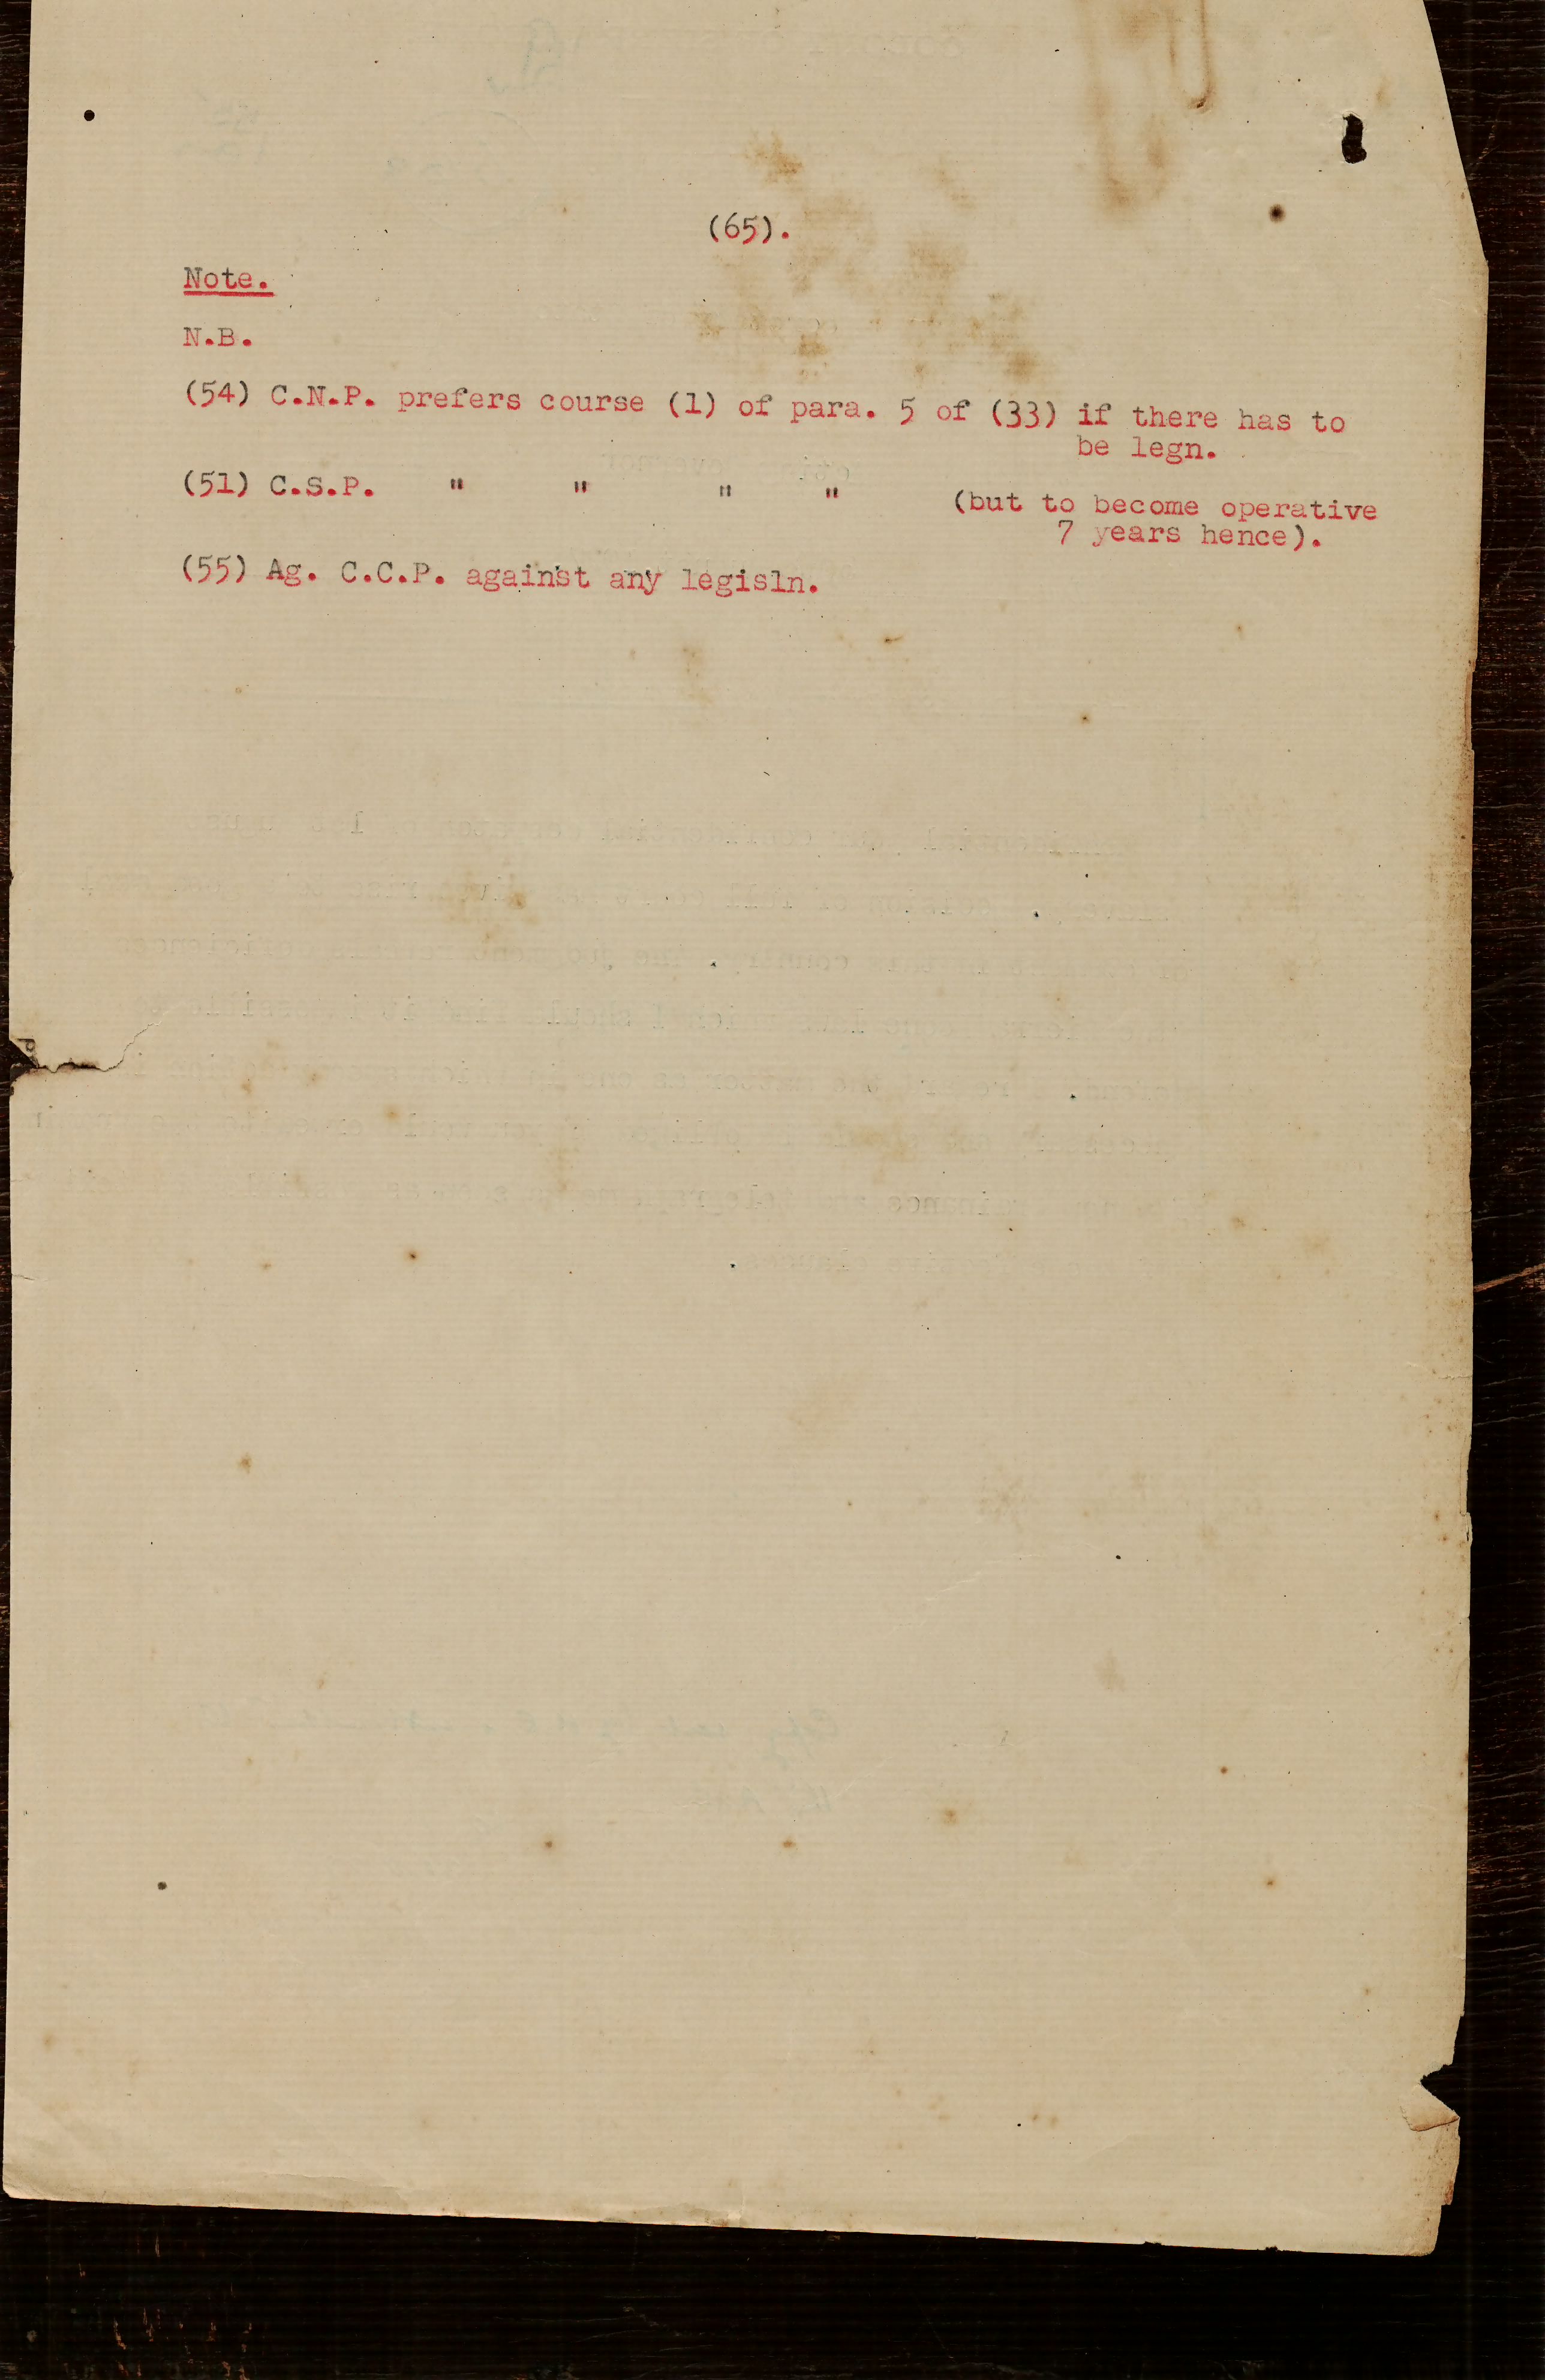 (65).
Note.
N.B.
(54) C.N.P. prefers course (1) of para. 5 of (33) if there has to
be legn.
(51) C.S.P. " " " " (but to become operative
7 years hence).
(55) Ag. C.C.P. against any legisln.